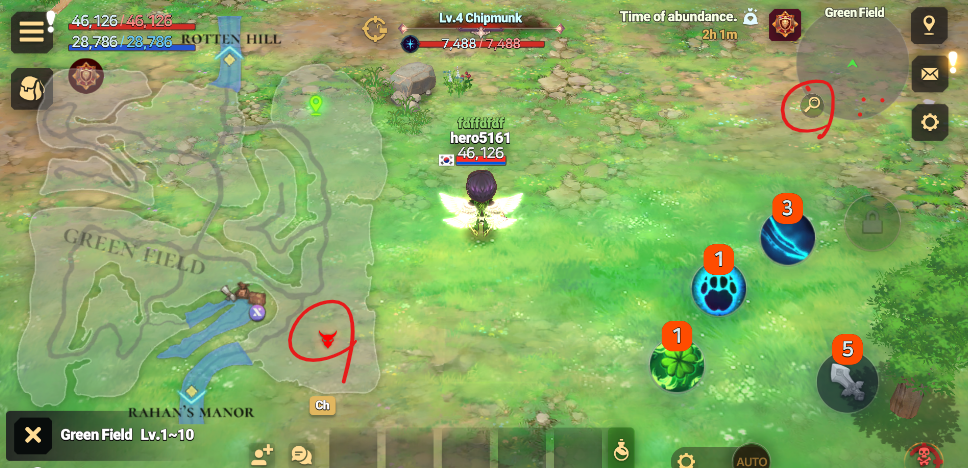 46,126/46,126
28,786/28,786
ROTTEN HILL
Lv.4 Chipmunk
7,488/7,488
Time of abundance.
2h 1m
Green Field
fdffdfdf
hero5161
46,126
GREEN FIELD
3
1
1
5
RAHAN'S MANOR
Ch
Green Field Lv.1~10
AUTO